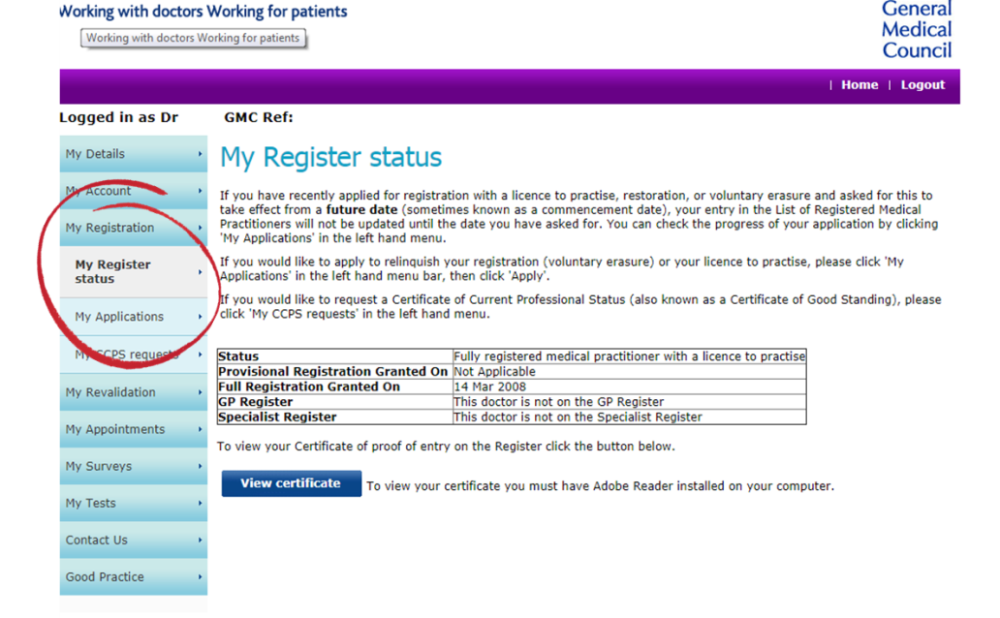 Working with doctors Working for patients
Working with doctors Working for patients
General
Medical
Council
| Home | Logout
Logged in as Dr GMC Ref:
My Details
My Account
My Registration
My Register
status
My Applications
My CCPS requests
My Revalidation
My Appointments
My Surveys
My Tests
Contact Us
Good Practice
My Register status
If you have recently applied for registration with a licence to practise, restoration, or voluntary erasure and asked for this to
take effect from a future date (sometimes known as a commencement date), your entry in the List of Registered Medical
Practitioners will not be updated until the date you have asked for. You can check the progress of your application by clicking
'My Applications' in the left hand menu.
If you would like to apply to relinquish your registration (voluntary erasure) or your licence to practise, please click 'My
Applications' in the left hand menu bar, then click 'Apply'.
If you would like to request a Certificate of Current Professional Status (also known as a Certificate of Good Standing), please
click 'My CCPS requests' in the left hand menu.
Status Fully registered medical practitioner with a licence to practise
Provisional Registration Granted On Not Applicable
Full Registration Granted On 14 Mar 2008
GP Register This doctor is not on the GP Register
Specialist Register This doctor is not on the Specialist Register
To view your Certificate of proof of entry on the Register click the button below.
View certificate To view your certificate you must have Adobe Reader installed on your computer.